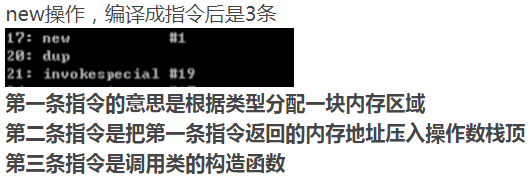 new操作，编译成指令后是3条
17: new #1
20: dup
21: invokespecial #19
第一条指令的意思是根据类型分配一块内存区域
第二条指令是把第一条指令返回的内存地址压入操作数栈顶
第三条指令是调用类的构造函数